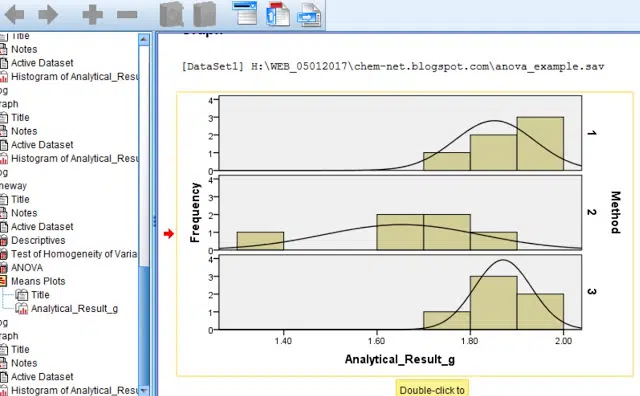 Title
Notes
Active Dataset
Histogram of Analytical_Resu
og
raph
Title
Notes
Active Dataset
Histogram of Analytical_Resu
og
neway
Title
Notes
Active Dataset
Descriptives
Test of Homogeneity of Varia
ANOVA
Means Plots
Title
Analytical_Result_g
og
raph
Title
Notes
Active Dataset
Histogram of Analytical_Resu
Graph
[DataSet1] H:\WEB_05012017\chem-net.blogspot.com\anova_example.sav
Frequency
4
3
2
1
0
1
4
3
2
1
0
2
4
3
2
1
0
3
Method
1.40 1.60 1.80 2.00
Analytical_Result_g
Double-click to